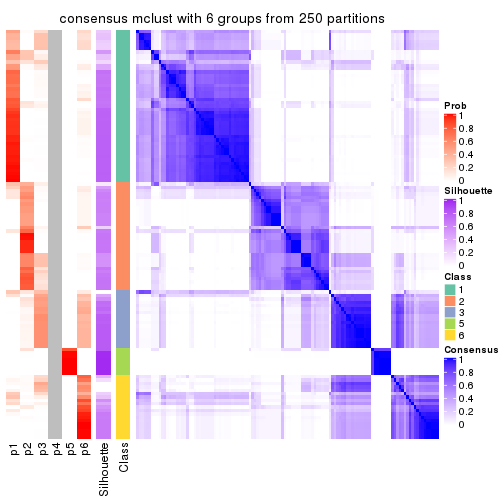 consensus mclust with 6 groups from 250 partitions
Prob
1
0.8
0.6
0.4
0.2
0
Silhouette
1
0.8
0.6
0.4
0.2
0
Class
1
2
3
5
6
Consensus
1
0.8
0.6
0.4
0.2
0
p1
p2
p3
p4
p5
p6
Silhouette
Class